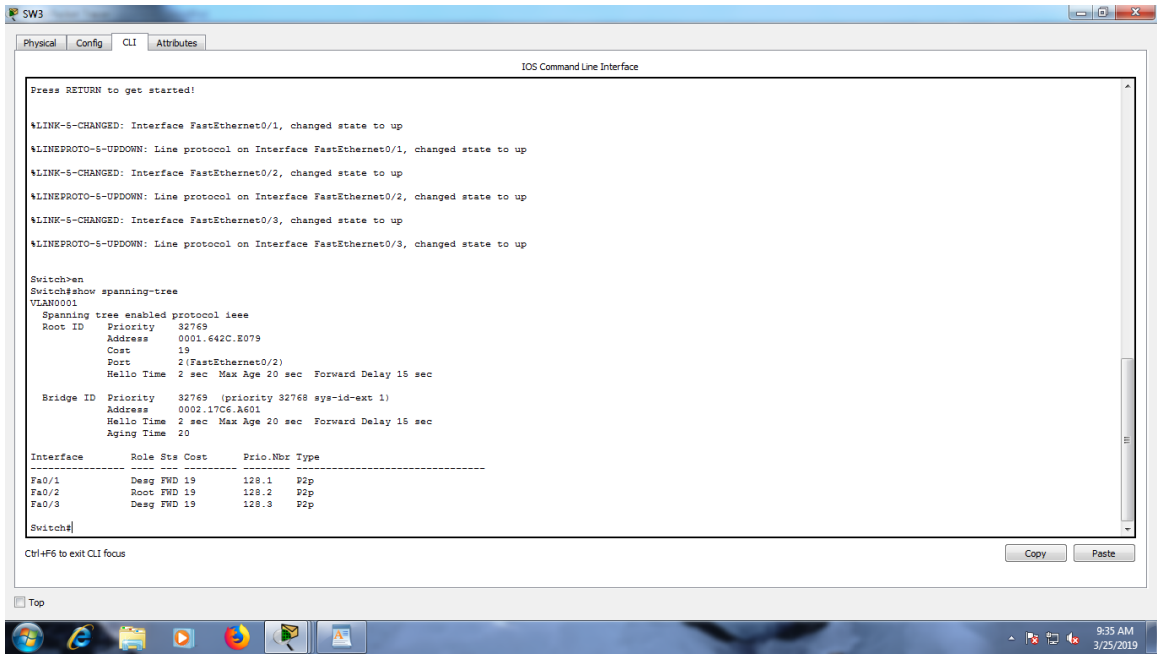 SW3
Physical Config CLI Attributes
IOS Command Line Interface
Press RETURN to get started!
%LINK-5-CHANGED: Interface FastEthernet0/1, changed state to up
%LINEPROTO-5-UPDOWN: Line protocol on Interface FastEthernet0/1, changed state to up
%LINK-5-CHANGED: Interface FastEthernet0/2, changed state to up
%LINEPROTO-5-UPDOWN: Line protocol on Interface FastEthernet0/2, changed state to up
%LINK-5-CHANGED: Interface FastEthernet0/3, changed state to up
%LINEPROTO-5-UPDOWN: Line protocol on Interface FastEthernet0/3, changed state to up
Switch>en
Switch#show spanning-tree
VLAN0001
Spanning tree enabled protocol ieee
Root ID Priority 32769
Address 0001.642C.E079
Cost 19
Port 2(FastEthernet0/2)
Hello Time 2 sec Max Age 20 sec Forward Delay 15 sec
Bridge ID Priority 32769 (priority 32768 sys-id-ext 1)
Address 0002.17C6.A601
Hello Time 2 sec Max Age 20 sec Forward Delay 15 sec
Aging Time 20
Interface Role Sts Cost Prio.Nbr Type
---------------- ---- --- --------- -------- --------------------------------
Fa0/1 Desg FWD 19 128.1 P2p
Fa0/2 Root FWD 19 128.2 P2p
Fa0/3 Desg FWD 19 128.3 P2p
Switch#
Ctrl+F6 to exit CLI focus
Copy Paste
Top
9:35 AM
3/25/2019